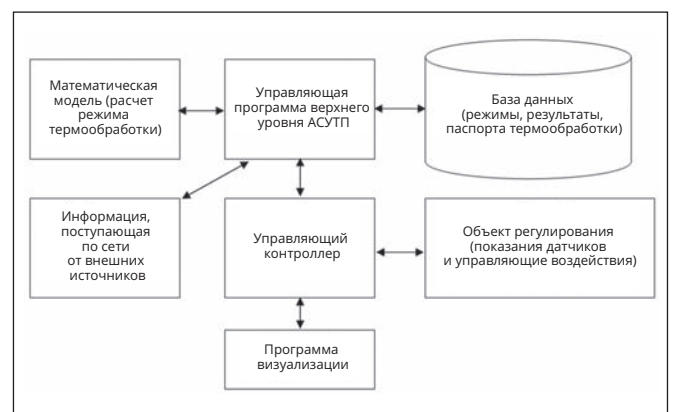 Математическая
модель (расчет
режима
термообработки)
Управляющая
программа верхнего
уровня АСУТП
База данных
(режимы, результаты,
паспорта термообработки)
Информация,
поступающая
по сети
от внешних
источников
Управляющий
контроллер
Объект регулирования
(показания датчиков
и управляющие воздействия)
Программа
визуализации